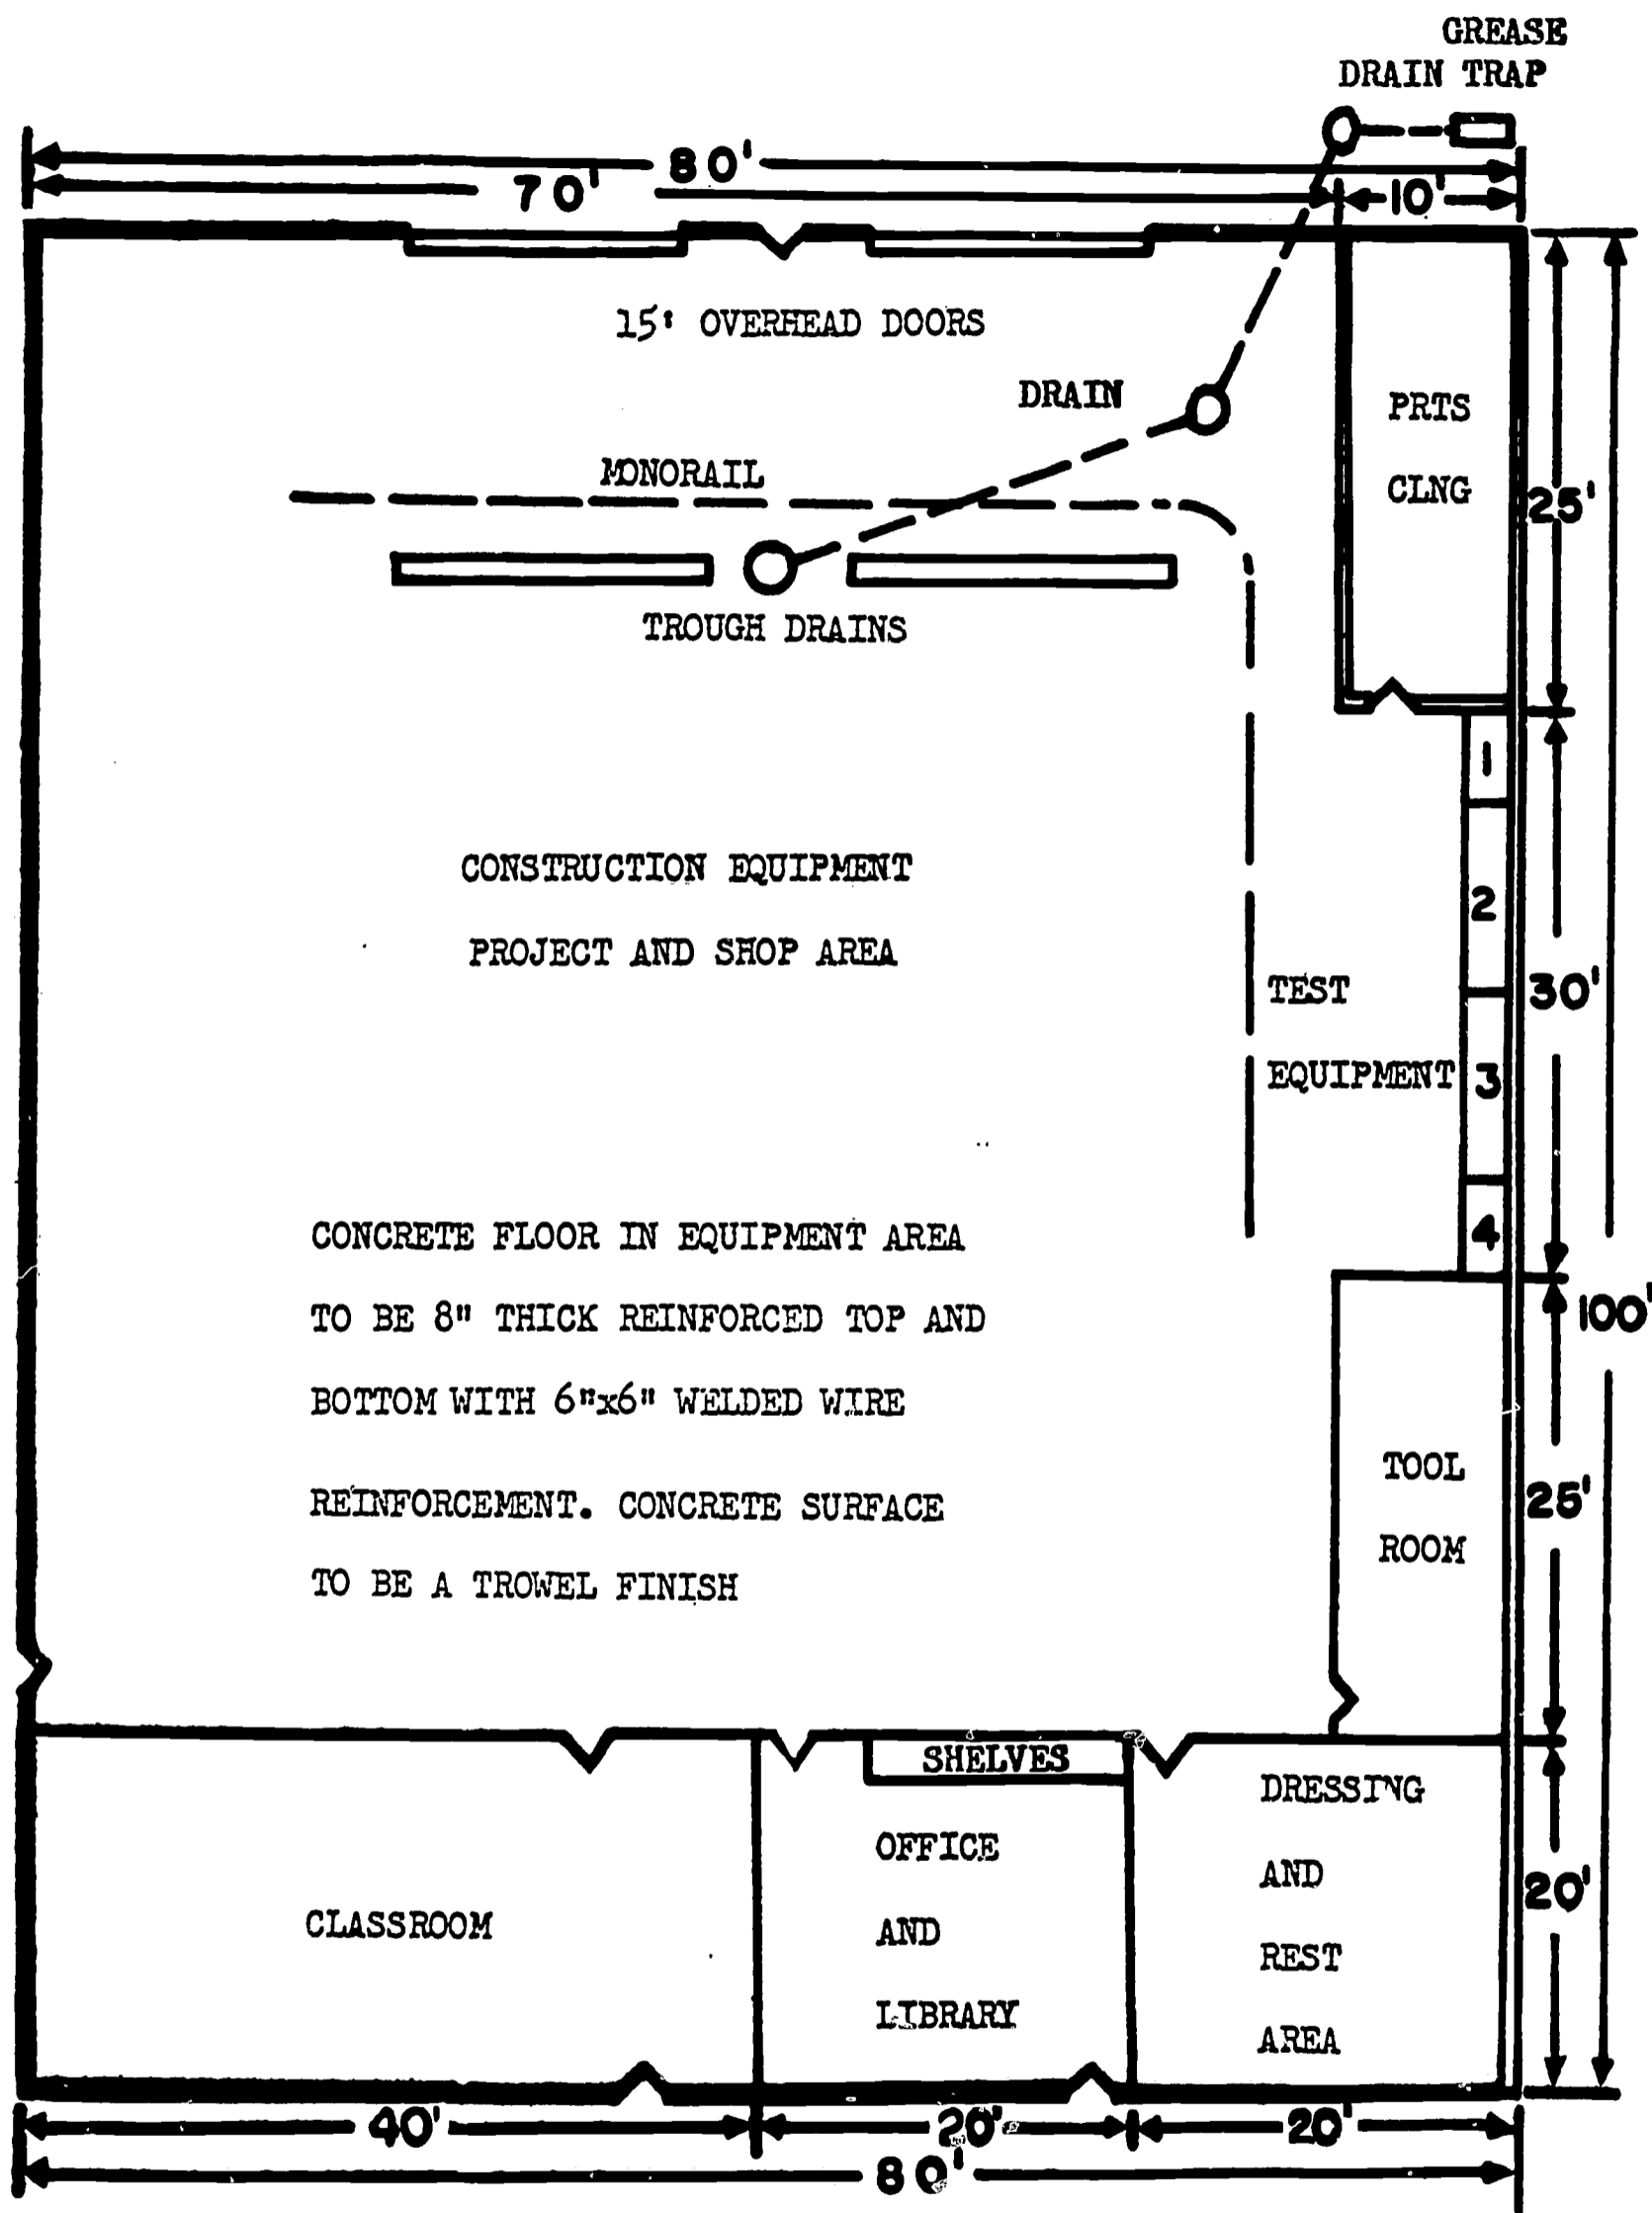 GREASE
DRAIN TRAP
80'
70'
10'
15' OVERHEAD DOORS
DRAIN
PRTS
CLNG
MONORAIL
25'
TROUGH DRAINS
1
CONSTRUCTION EQUIPMENT
2
PROJECT AND SHOP AREA
TEST
30'
EQUIPMENT
3
CONCRETE FLOOR IN EQUIPMENT AREA
4
TO BE 8" THICK REINFORCED TOP AND
100'
BOTTOM WITH 6"x6" WELDED WIRE
TOOL
REINFORCEMENT. CONCRETE SURFACE
25'
ROOM
TO BE A TROWEL FINISH
SHELVES
DRESSING
OFFICE
AND
20'
CLASSROOM
AND
REST
LIBRARY
AREA
40'
20'
20'
80'